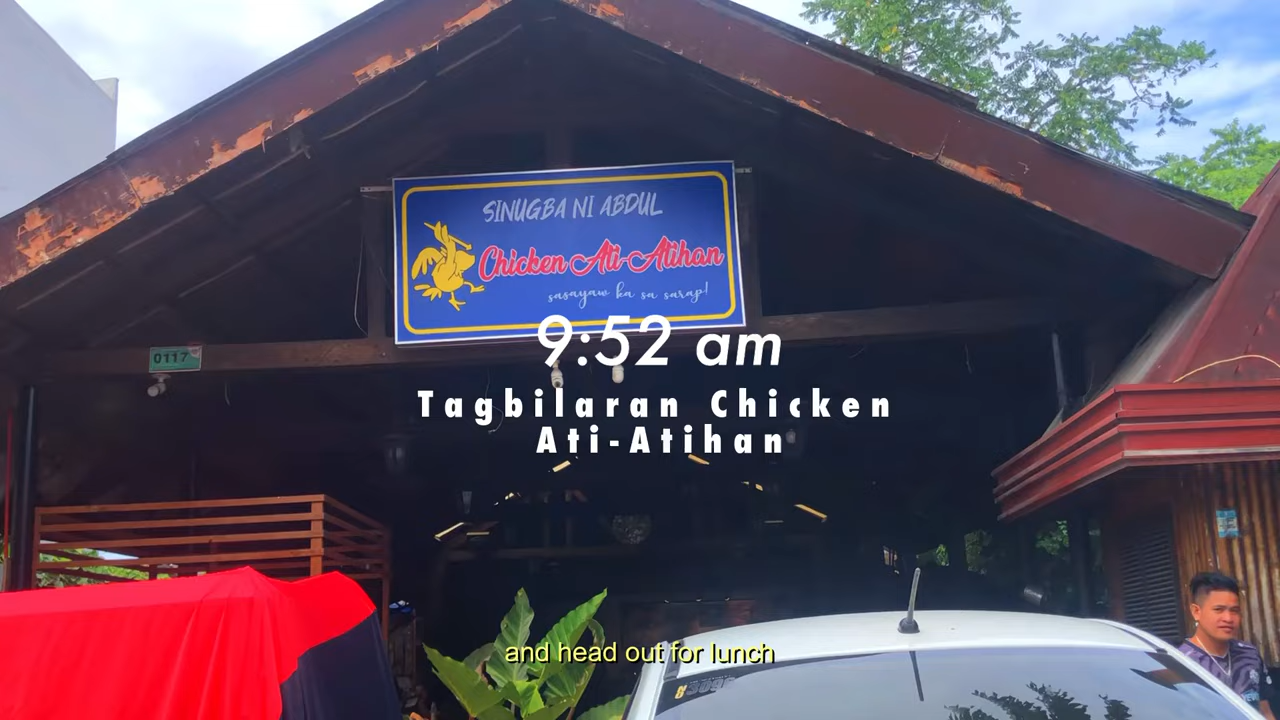 SINUGBA NI ABDUL
Chicken Ati-Atihan
sasayaw ka sa sarap!
0117
9:52 am
Tagbilaran Chicken
Ati-Atihan
and head out for lunch